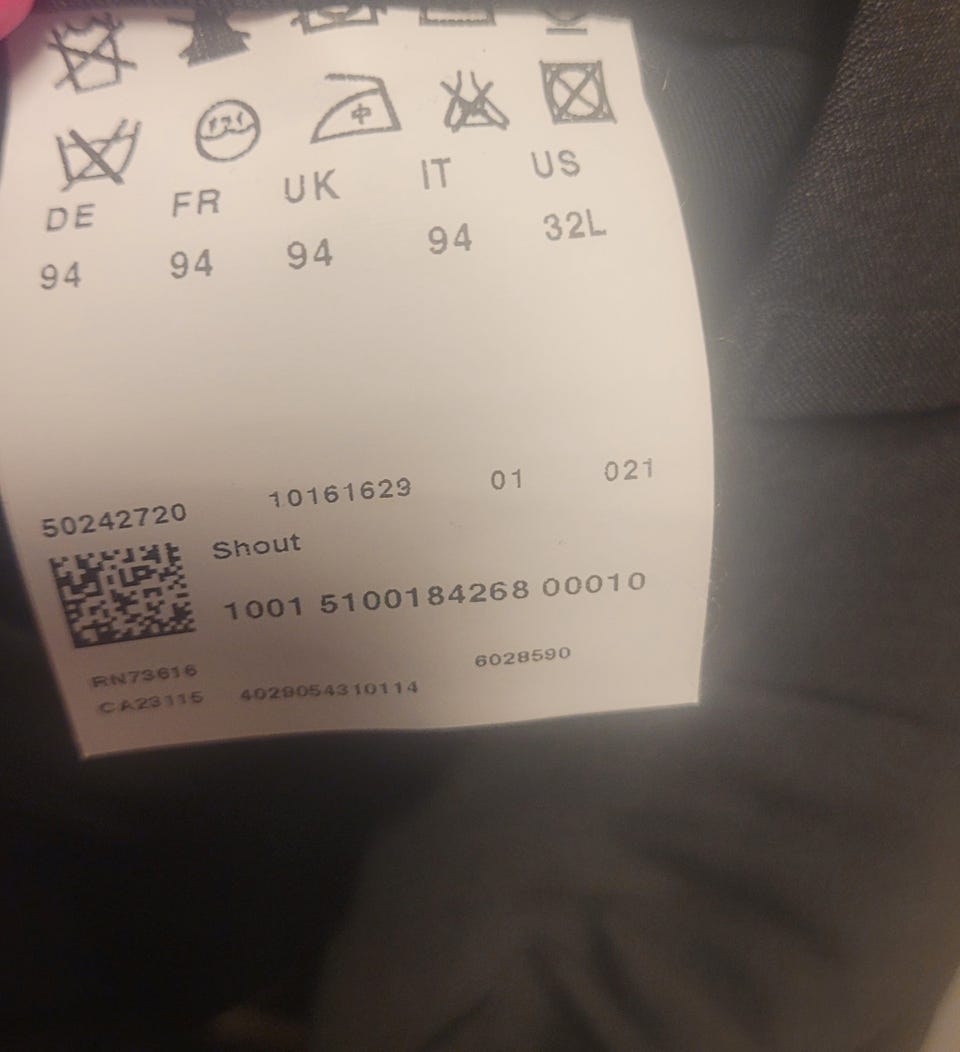 DE FR UK IT US
94 94 94 94 32L
50242720 10161629 01 021
Shout
1001 5100184268 00010
6028590
RN73616
CA23115 4029054310114